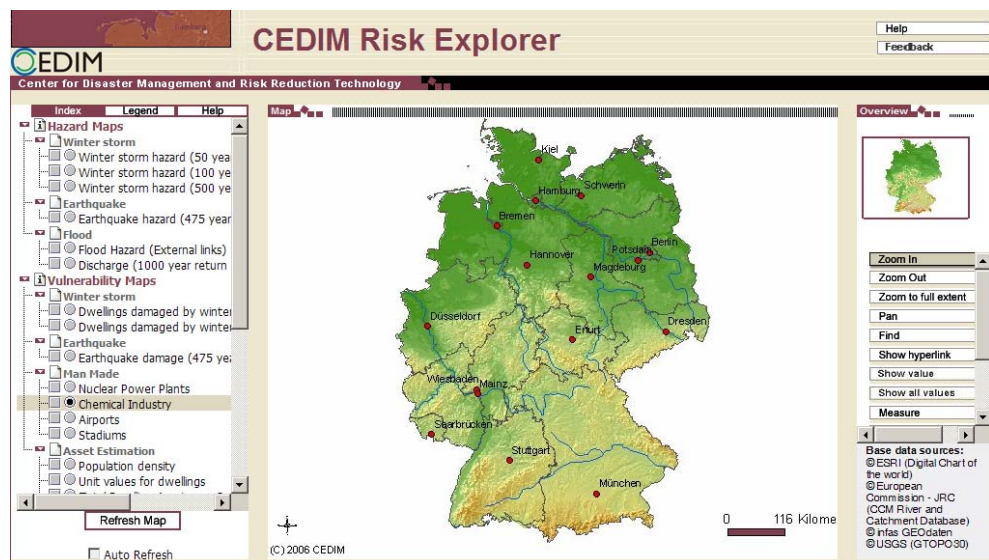 CEDIM
CEDIM Risk Explorer
Help
Feedback
Center for Disaster Management and Risk Reduction Technology
Index
Legend
Help
Hazard Maps
Winter storm
Winter storm hazard (50 yea
Winter storm hazard (100 ye
Winter storm hazard (500 ye
Earthquake
Earthquake hazard (475 year
Flood
Flood Hazard (External links)
Discharge (1000 year return
Vulnerability Maps
Winter storm
Dwellings damaged by winter
Dwellings damaged by winter
Earthquake
Earthquake damage (475 yea
Man Made
Nuclear Power Plants
Chemical Industry
Airports
Stadiums
Asset Estimation
Population density
Unit values for dwellings
Refresh Map
Auto Refresh
Map
Kiel
Hamburg
Schwerin
Bremen
Berlin
Potsdam
Hannover
Magdeburg
Düsseldorf
Erfurt
Dresden
Wiesbaden
Mainz
Saarbrücken
Stuttgart
München
0 116 Kilome
(C) 2006 CEDIM
Overview
Zoom In
Zoom Out
Zoom to full extent
Pan
Find
Show hyperlink
Show value
Show all values
Measure
Base data sources:
©ESRI (Digital Chart of
the world)
©European
Commission - JRC
(CCM River and
Catchment Database)
©infas GEOdaten
©USGS (GTOPO30)